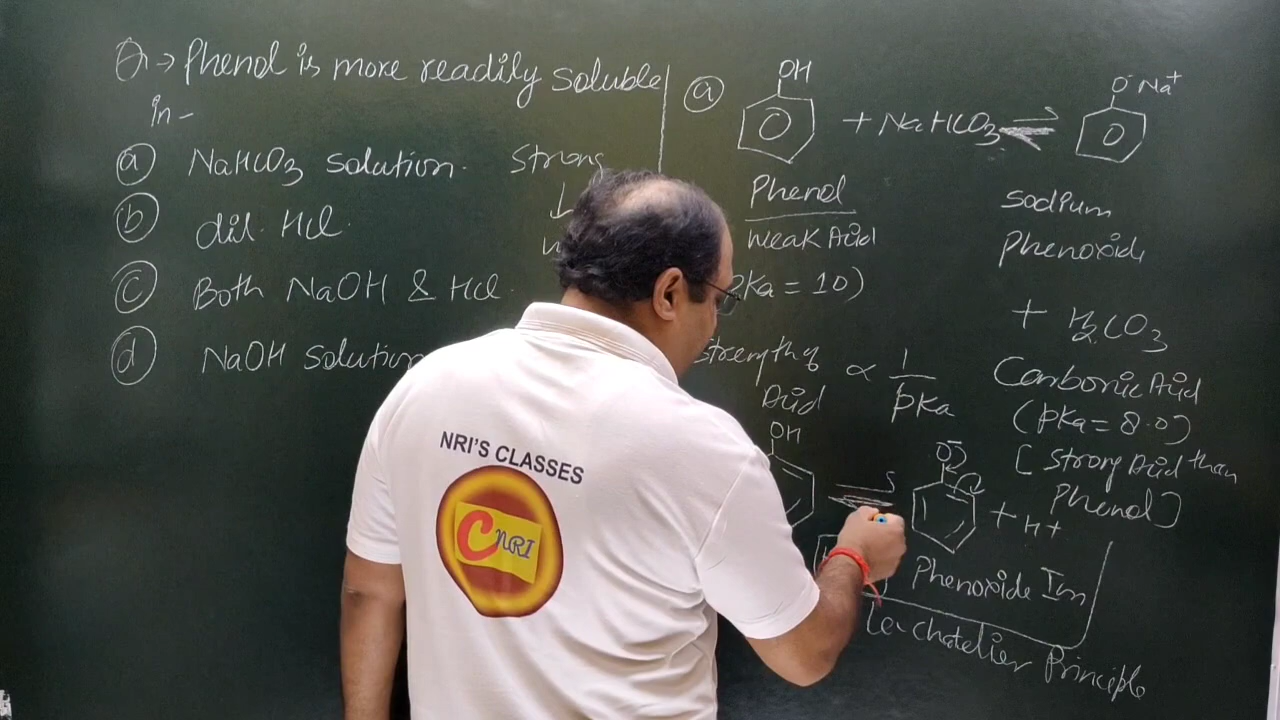 Q → Phenol is more readily soluble
in -
(a) NaHCO3 solution.
(b) dil. HCl.
(c) Both NaOH & HCl.
(d) NaOH solution
Strong
↓
(a)
OH
+ NaHCO3 ⇌
O⁻ Na⁺
Phenol
Weak Acid
Ka = 10)
Sodium
Phenoxide
+ H2CO3
Carbonic Acid
(pKa = 8.0)
[Strong Acid than
Phenol]
Strength of
Acid
∝ 1/pKa
OH
⇌
O⁻
+ H+
Phenoxide Ion
Le-chatelier Principle
NRI'S CLASSES
CNRI